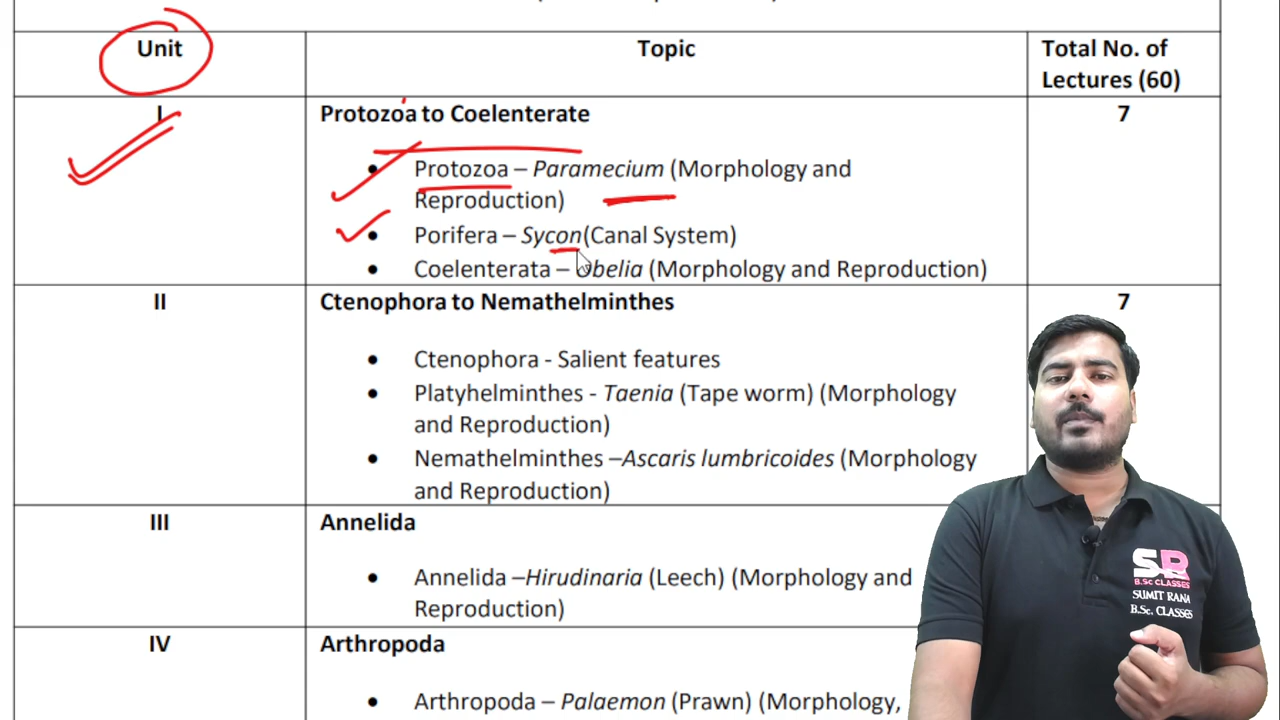 Unit Topic Total No. of
Lectures (60)
I Protozoa to Coelenterate 7
• Protozoa – Paramecium (Morphology and
Reproduction)
• Porifera – Sycon(Canal System)
• Coelenterata – Obelia (Morphology and Reproduction)
II Ctenophora to Nemathelminthes 7
• Ctenophora - Salient features
• Platyhelminthes - Taenia (Tape worm) (Morphology
and Reproduction)
• Nemathelminthes –Ascaris lumbricoides (Morphology
and Reproduction)
III Annelida
• Annelida –Hirudinaria (Leech) (Morphology and
Reproduction)
IV Arthropoda
• Arthropoda – Palaemon (Prawn) (Morphology,
SR
B.SC CLASSES
SUMIT RANA
B.Sc. CLASSES